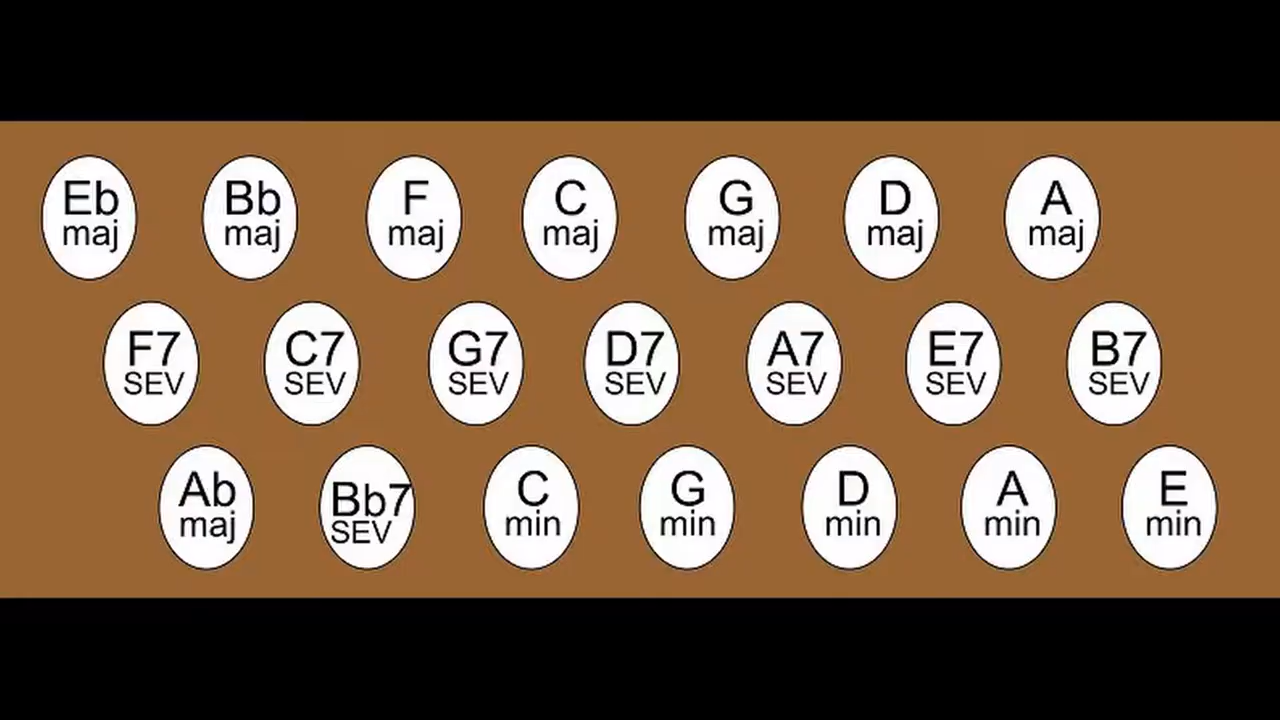 Eb Bb F C G D A
maj maj maj maj maj maj maj
F7 C7 G7 D7 A7 E7 B7
SEV SEV SEV SEV SEV SEV SEV
Ab Bb7 C G D A E
maj SEV min min min min min